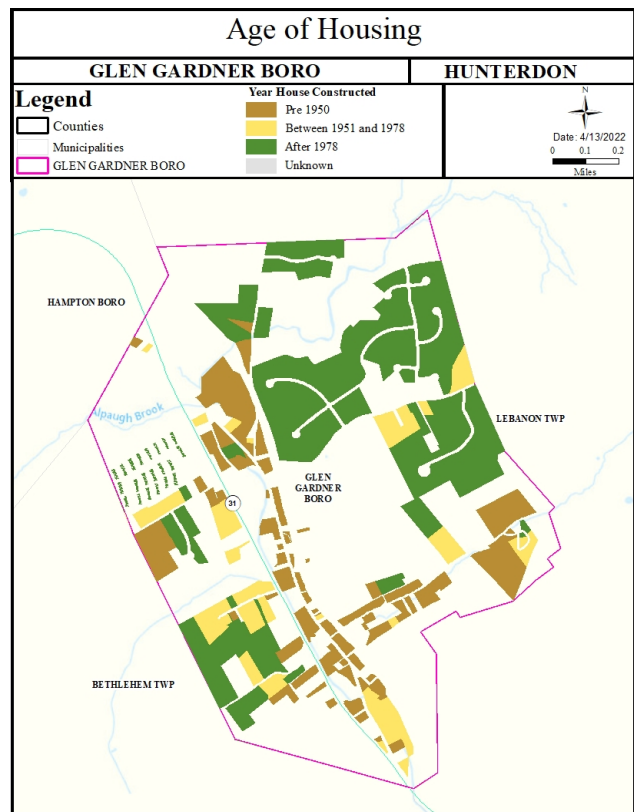 Age of Housing
GLEN GARDNER BORO
HUNTERDON
Legend
Counties
Municipalities
GLEN GARDNER BORO
Year House Constructed
Pre 1950
Between 1951 and 1978
After 1978
Unknown
N
Date: 4/13/2022
0 0.1 0.2
Miles
HAMPTON BORO
Alpaugh Brook
LEBANON TWP
GLEN
GARDNER
BORO
31
BETHLEHEM TWP